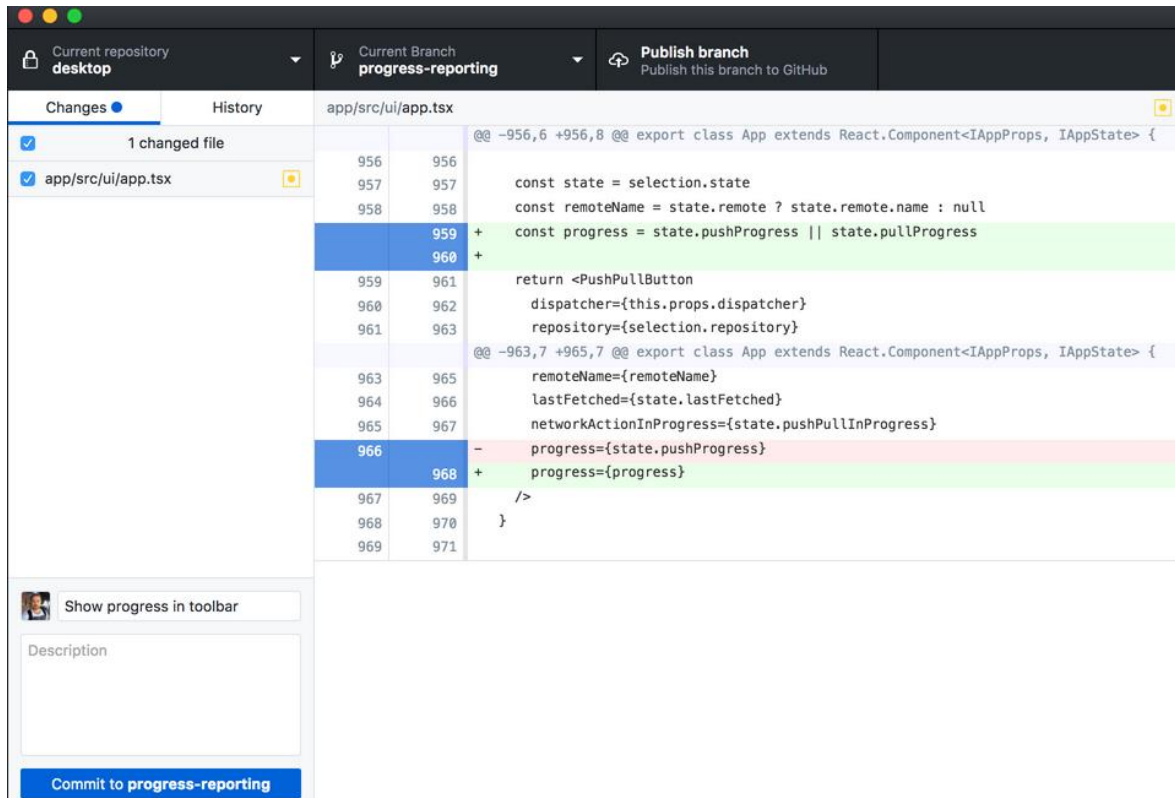 Current repository
desktop
Current Branch
progress-reporting
Publish branch
Publish this branch to GitHub
Changes
History
1 changed file
app/src/ui/app.tsx
app/src/ui/app.tsx
@@ -956,6 +956,8 @@ export class App extends React.Component<IAppProps, IAppState> {
956 956
957 957 const state = selection.state
958 958 const remoteName = state.remote ? state.remote.name : null
959 + const progress = state.pushProgress || state.pullProgress
960 +
959 961 return <PushPullButton
960 962 dispatcher={this.props.dispatcher}
961 963 repository={selection.repository}
@@ -963,7 +965,7 @@ export class App extends React.Component<IAppProps, IAppState> {
963 965 remoteName={remoteName}
964 966 lastFetched={state.lastFetched}
965 967 networkActionInProgress={state.pushPullInProgress}
966 - progress={state.pushProgress}
968 + progress={progress}
967 969 />
968 970 }
969 971
Show progress in toolbar
Description
Commit to progress-reporting